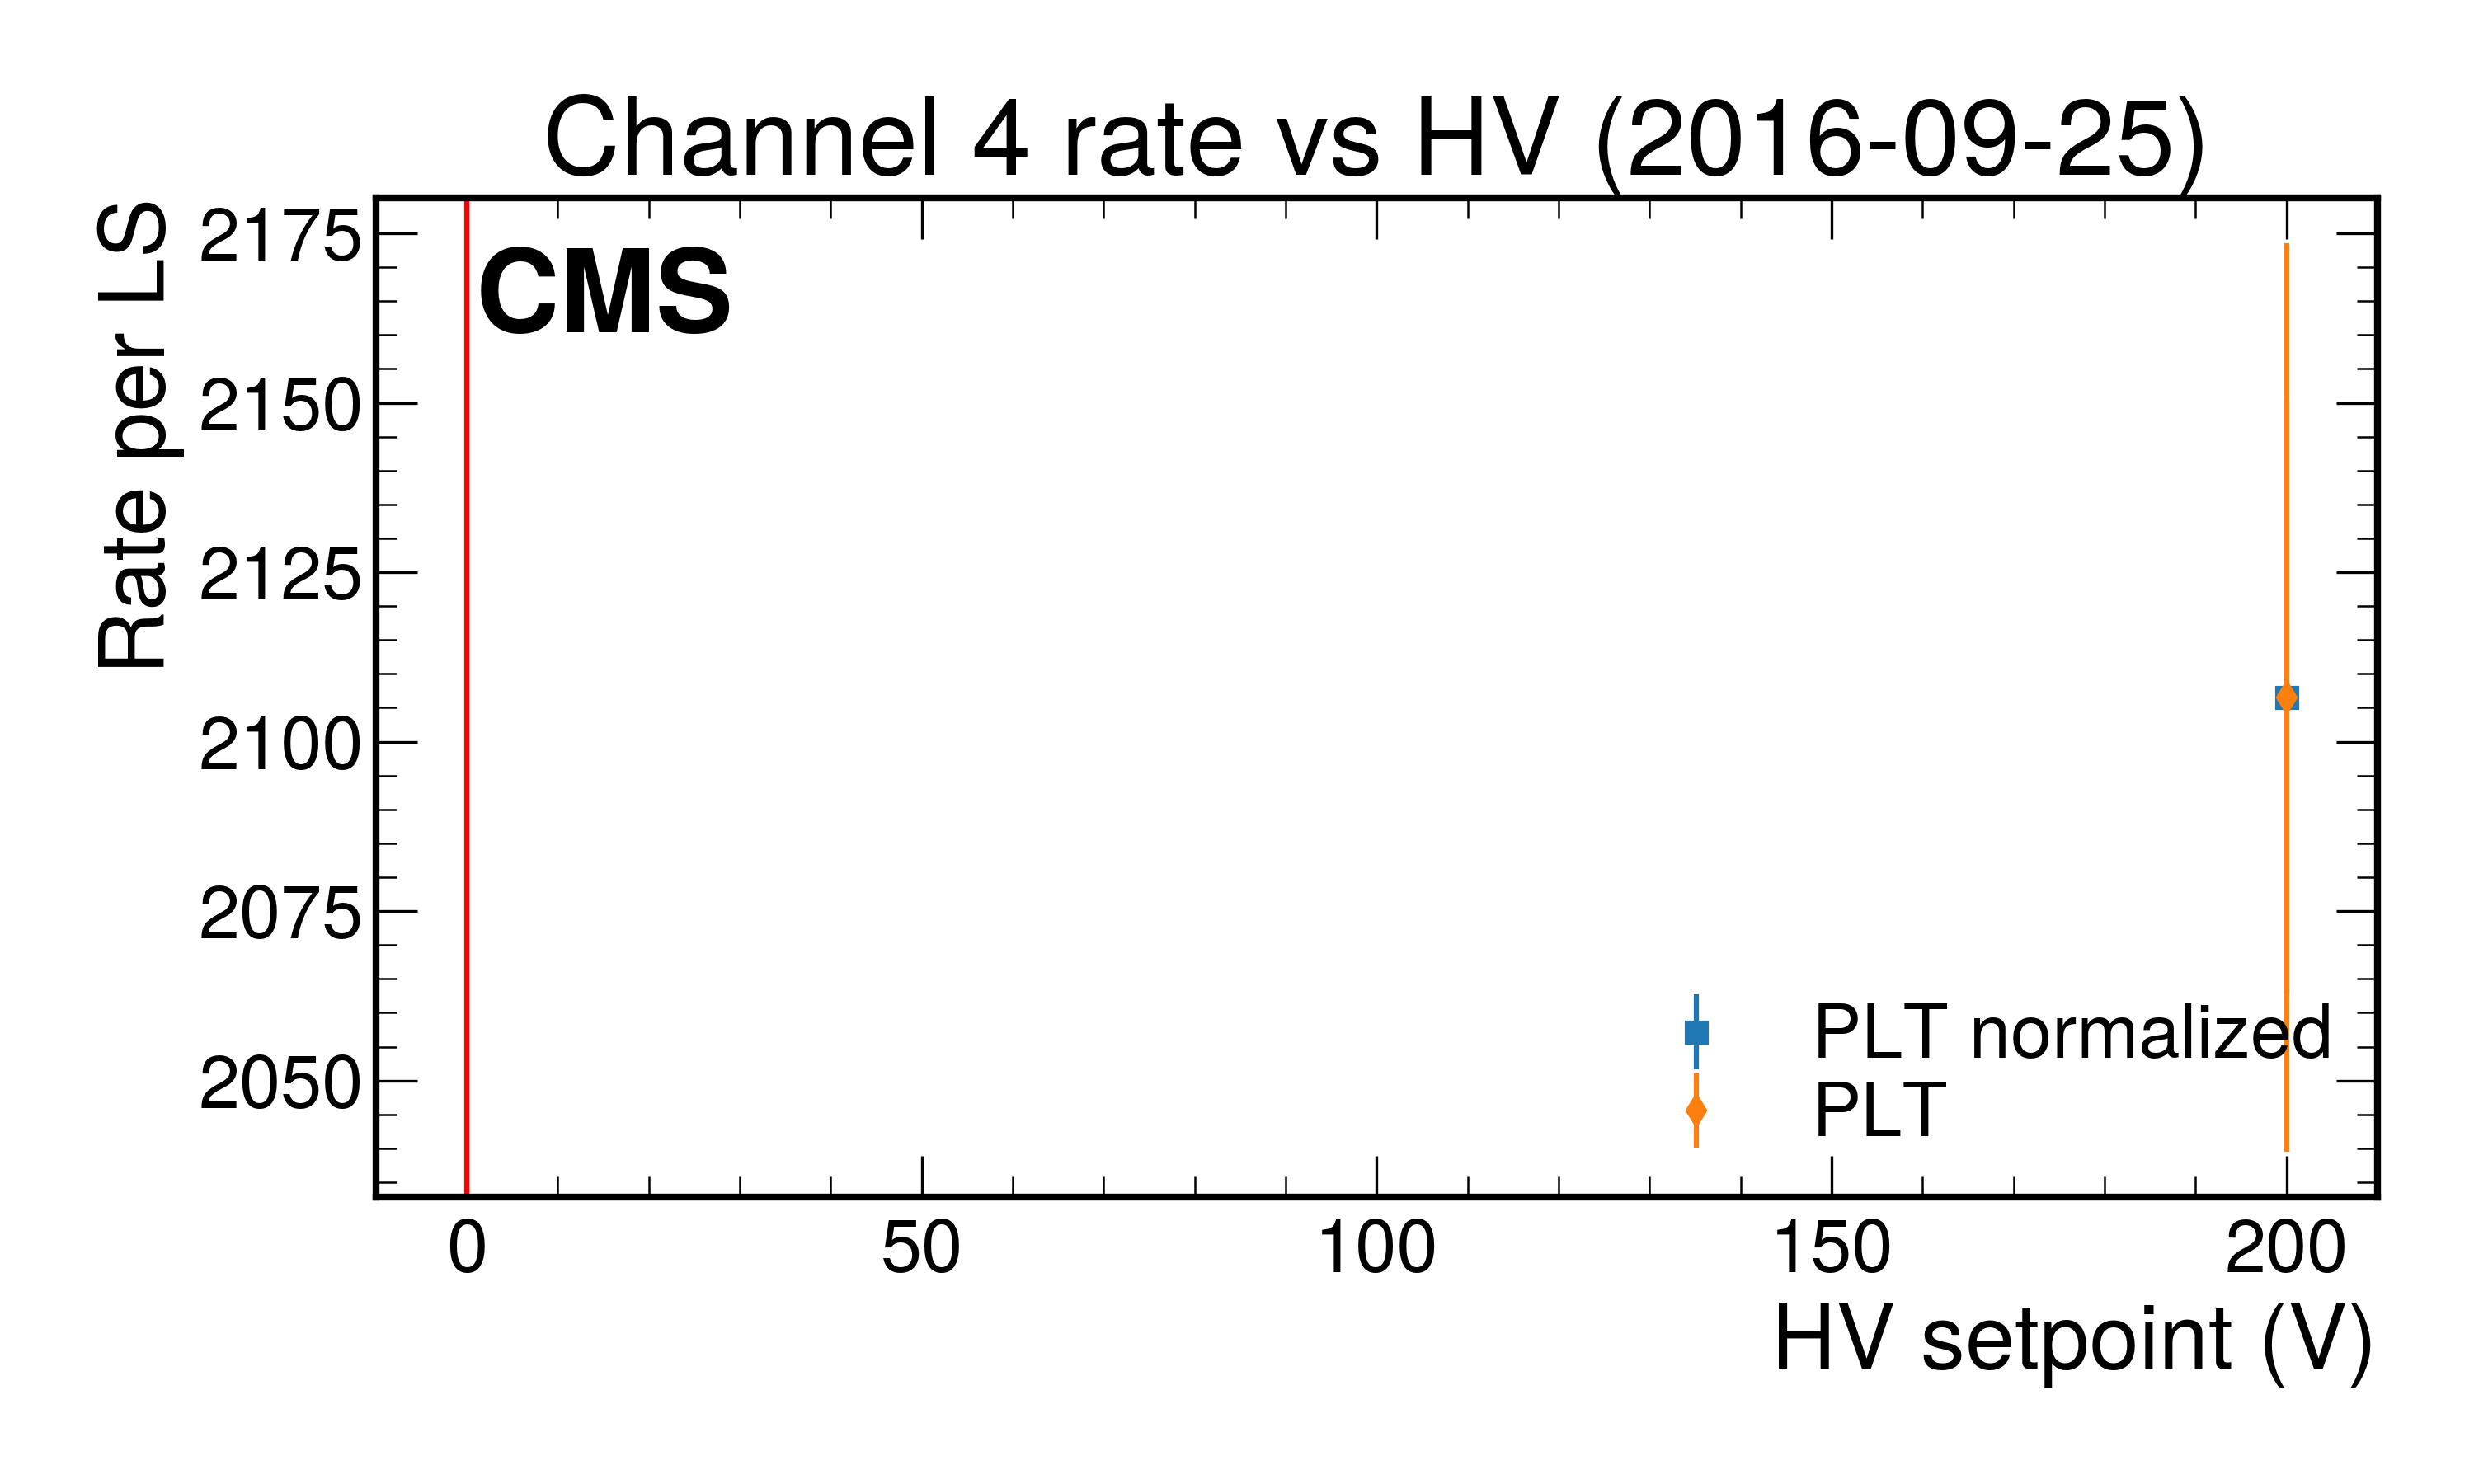 Channel 4 rate vs HV (2016-09-25)
CMS
Rate per LS
2175
2150
2125
2100
2075
2050
PLT normalized
PLT
0 50 100 150 200
HV setpoint (V)